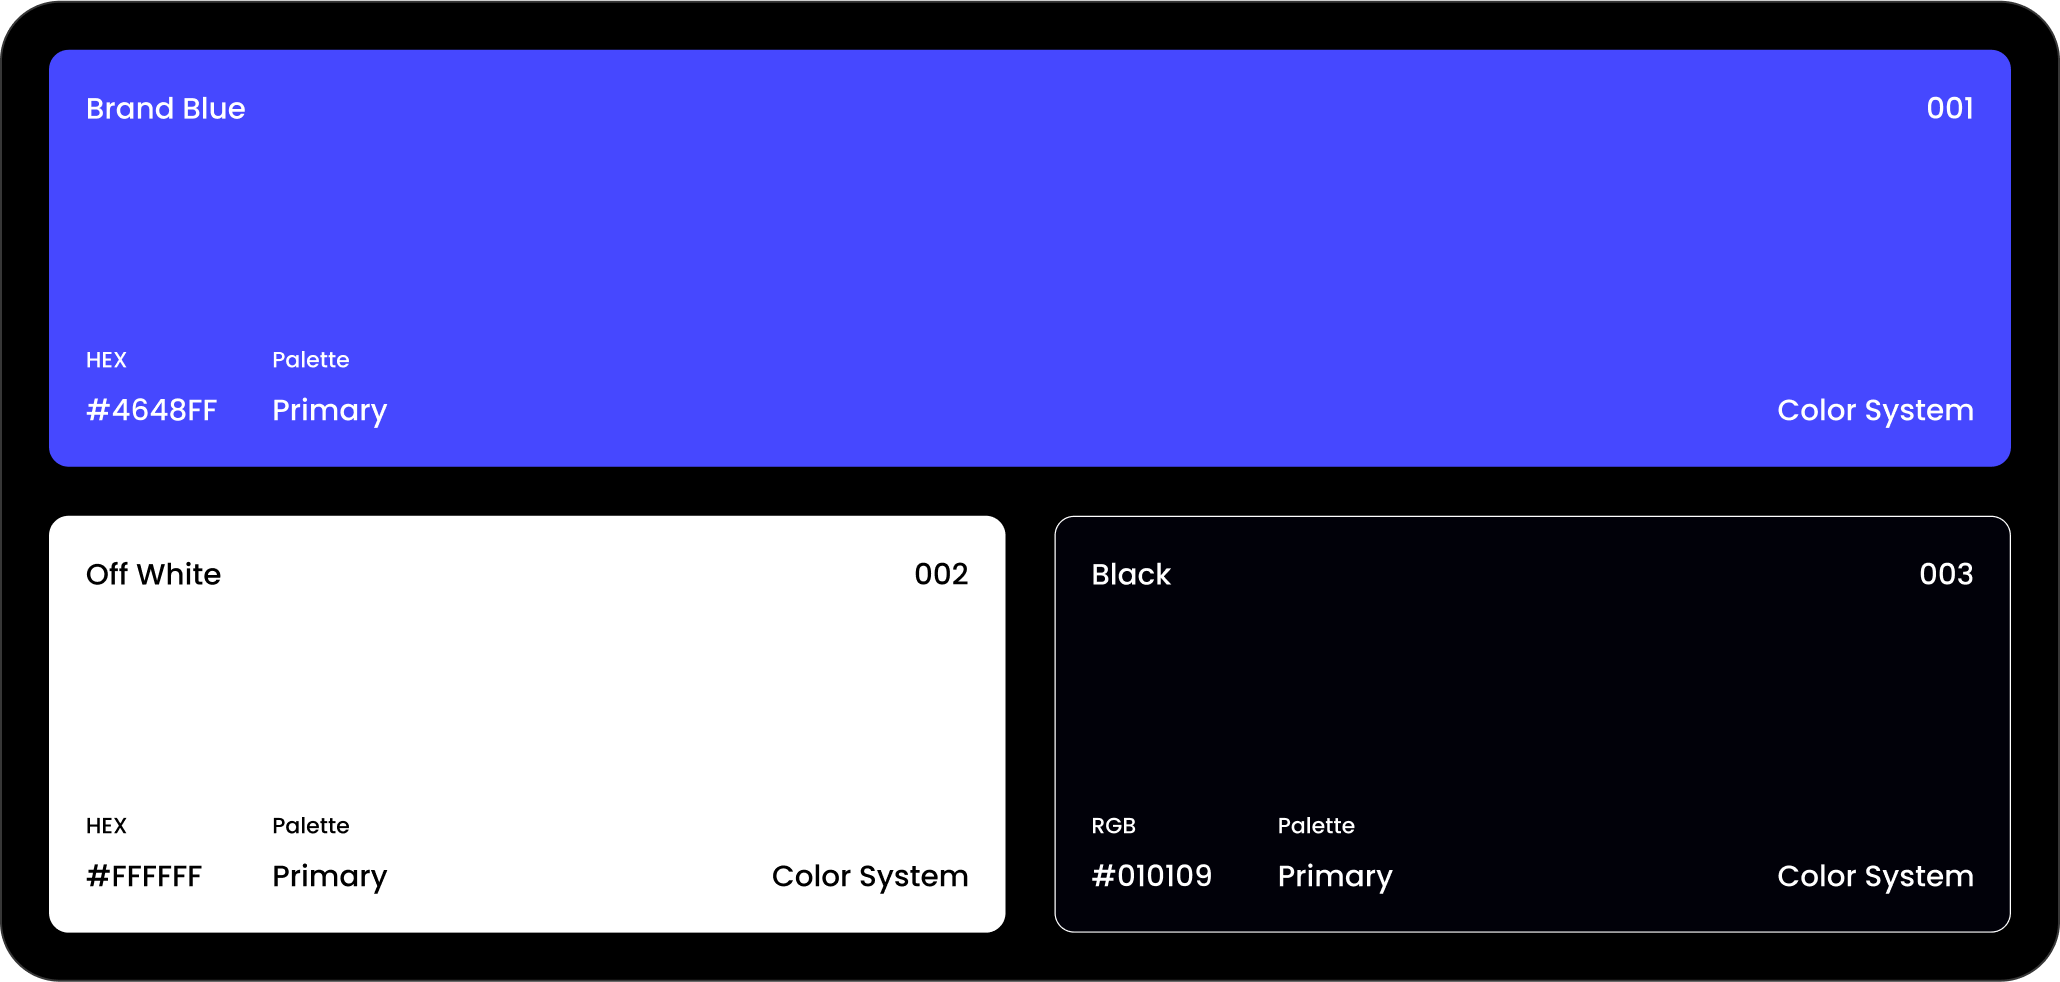 Brand Blue 001
HEX Palette
#4648FF Primary Color System
Off White 002
HEX Palette
#FFFFFF Primary Color System
Black 003
RGB Palette
#010109 Primary Color System